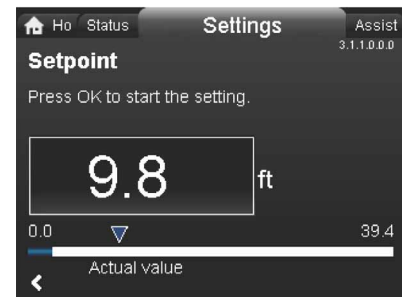 Ho Status Settings Assist
3.1.1.0.0.0
Setpoint
Press OK to start the setting.
9.8 ft
0.0 39.4
Actual value